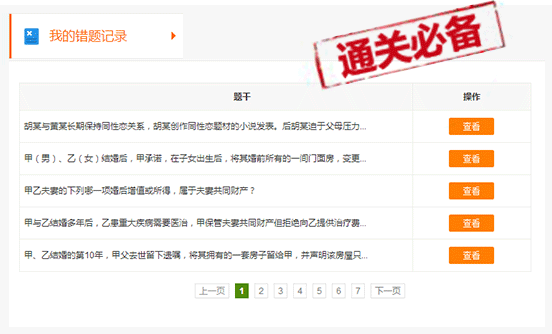 我的错题记录
通关必备
题干 操作
胡某与黄某长期保持同性恋关系，胡某创作同性恋题材的小说发表。后胡某迫于父母压力... 查看
甲（男）、乙（女）结婚后，甲承诺，在子女出生后，将其婚前所有的一间门面房，变更... 查看
甲乙夫妻的下列哪一项婚后增值或所得，属于夫妻共同财产？ 查看
甲与乙结婚多年后，乙患重大疾病需要医治，甲保管夫妻共同财产但拒绝向乙提供治疗费... 查看
甲、乙结婚的第10年，甲父去世留下遗嘱，将其拥有的一套房子留给甲，并声明该房屋只... 查看
上一页 1 2 3 4 5 6 7 下一页